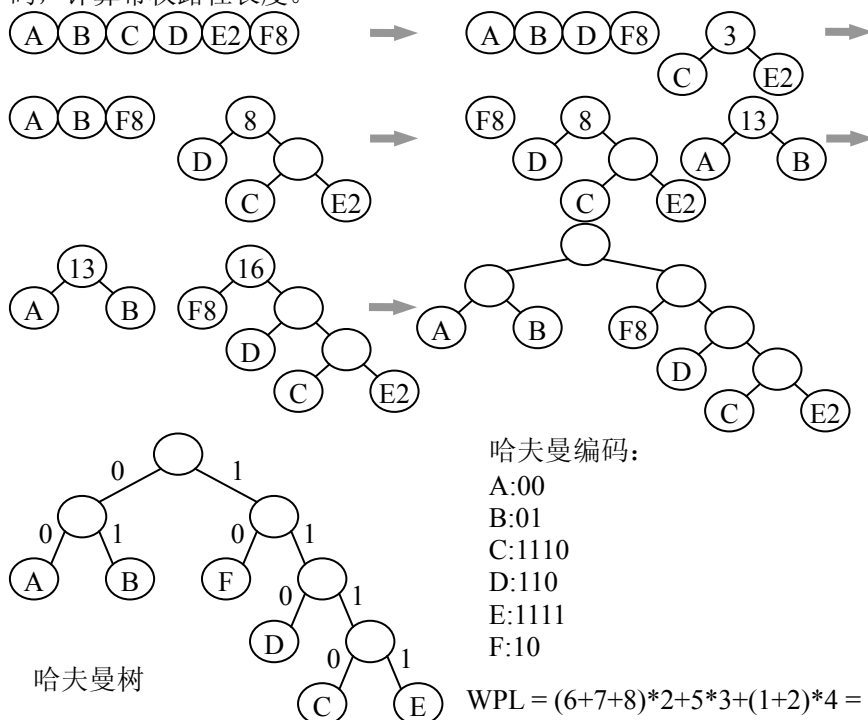 码，计算带权路径长度。
A B C D E2 F8
A B D F8 3
C E2
A B F8 8
D
C E2
F8 8 13
D A B
C E2
13 16
A B F8
D
C E2
A B F8
D
C E2
0 1
0 1 0 1
A B F
0 1
D
0 1
C E
哈夫曼树
哈夫曼编码：
A:00
B:01
C:1110
D:110
E:1111
F:10
WPL = (6+7+8)*2+5*3+(1+2)*4 =